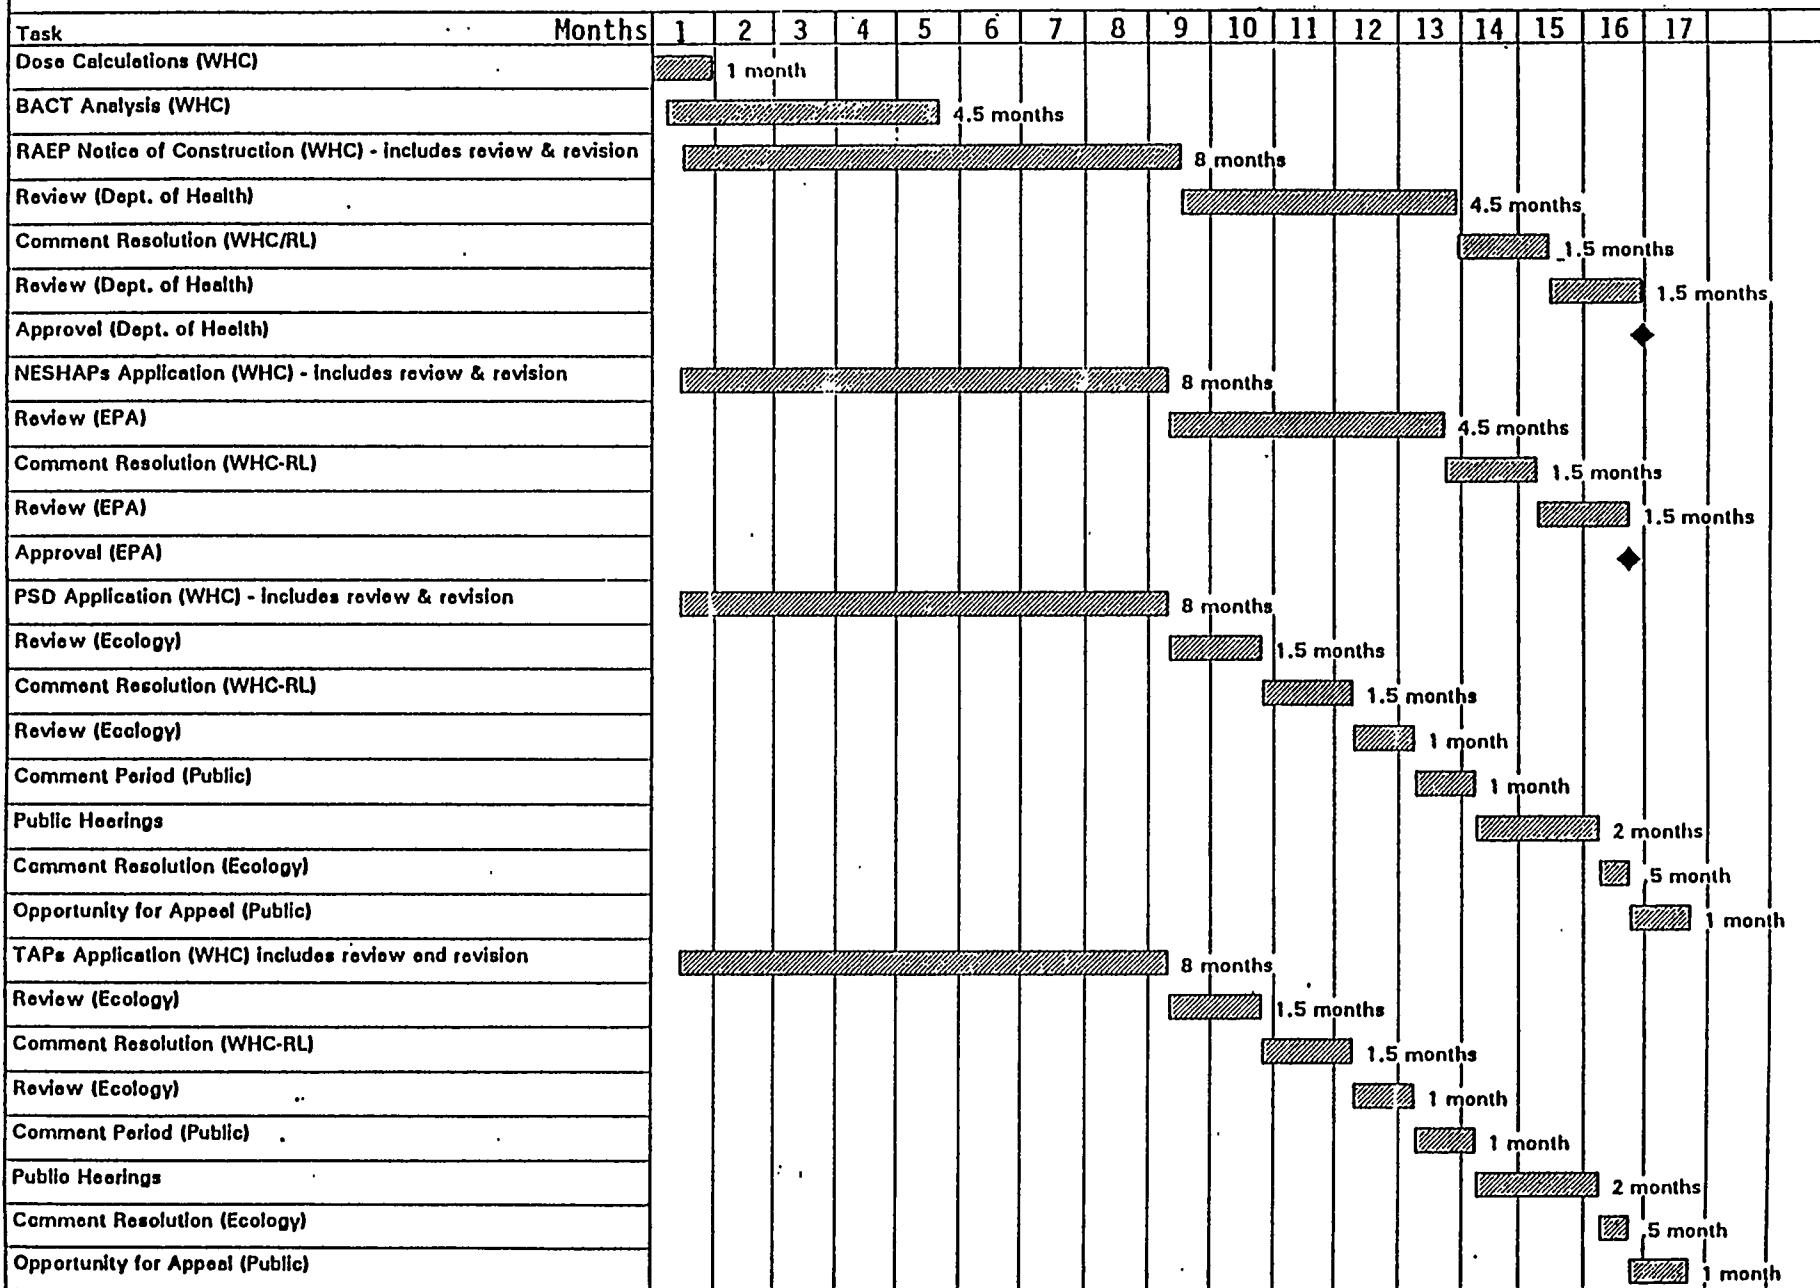 Task Months 1 2 3 4 5 6 7 8 9 10 11 12 13 14 15 16 17
Dose Calculations (WHC) 1 month
BACT Analysis (WHC) 4.5 months
RAEP Notice of Construction (WHC) - includes review & revision 8 months
Review (Dept. of Health) 4.5 months
Comment Resolution (WHC/RL) 1.5 months
Review (Dept. of Health) 1.5 months
Approval (Dept. of Health)
NESHAPs Application (WHC) - includes review & revision 8 months
Review (EPA) 4.5 months
Comment Resolution (WHC-RL) 1.5 months
Review (EPA) 1.5 months
Approval (EPA)
PSD Application (WHC) - includes review & revision 8 months
Review (Ecology) 1.5 months
Comment Resolution (WHC-RL) 1.5 months
Review (Ecology) 1 month
Comment Period (Public) 1 month
Public Hearings 2 months
Comment Resolution (Ecology) .5 month
Opportunity for Appeal (Public) 1 month
TAPs Application (WHC) includes review and revision 8 months
Review (Ecology) 1.5 months
Comment Resolution (WHC-RL) 1.5 months
Review (Ecology) 1 month
Comment Period (Public) 1 month
Public Hearings 2 months
Comment Resolution (Ecology) .5 month
Opportunity for Appeal (Public) 1 month